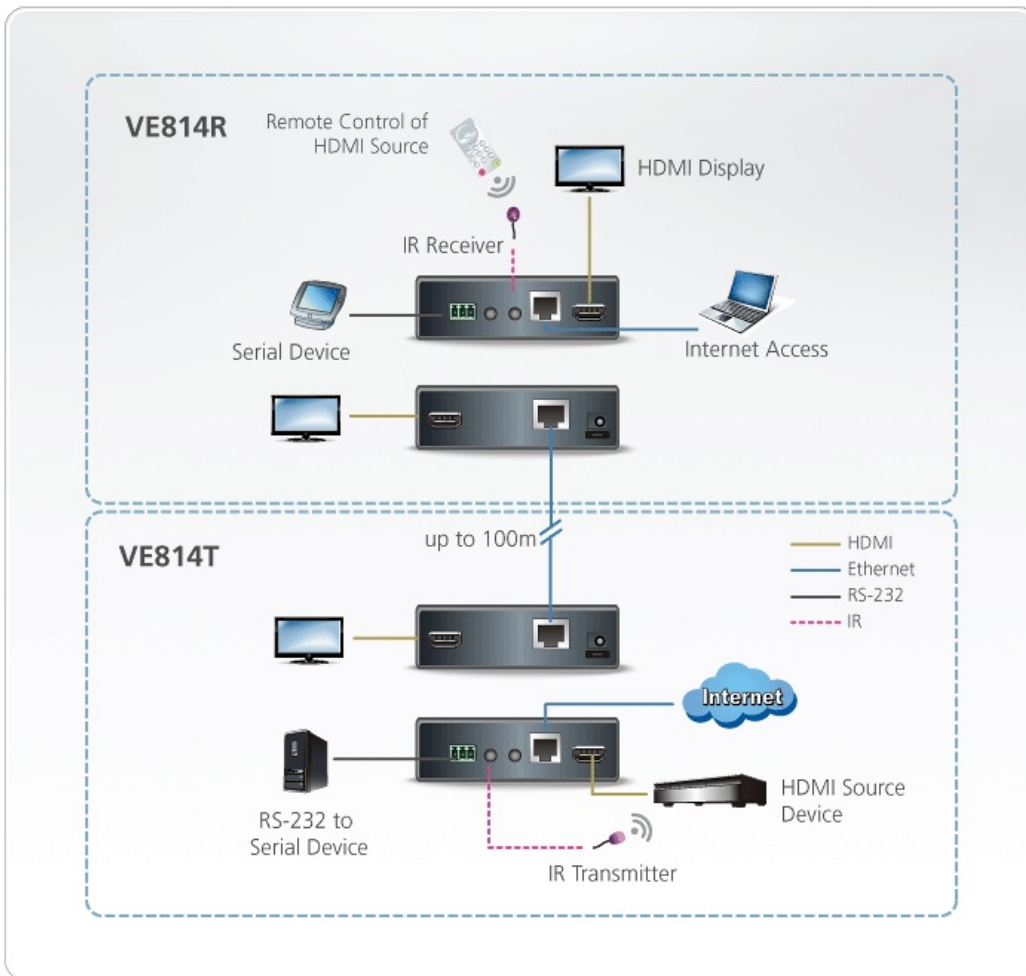 VE814R
Remote Control of
HDMI Source
HDMI Display
IR Receiver
Serial Device
Internet Access
up to 100m
VE814T
HDMI
Ethernet
RS-232
IR
Internet
RS-232 to
Serial Device
HDMI Source
Device
IR Transmitter